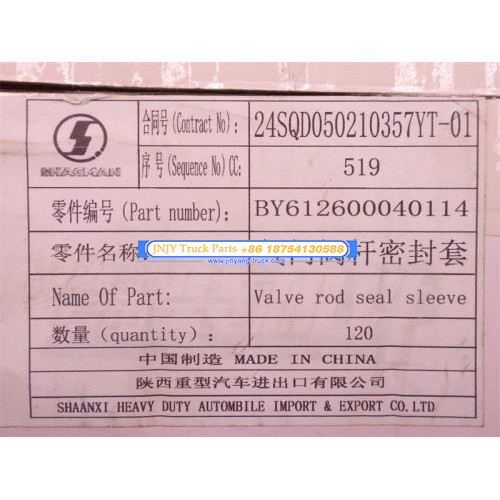 SHACMAN
合同号(Contract No): 24SQD050210357YT-01
序号(Sequence No)CC: 519
零件编号(Part number): BY612600040114
零件名称: 杆密封套
JNJY Truck Parts +86 18754130588
www.jinyang-truck.com
Name Of Part: Valve rod seal sleeve
数量(quantity): 120
中国制造 MADE IN CHINA
陕西重型汽车进出口有限公司
SHAANXI HEAVY DUTY AUTOMBILE IMPORT & EXPORT CO.LTD